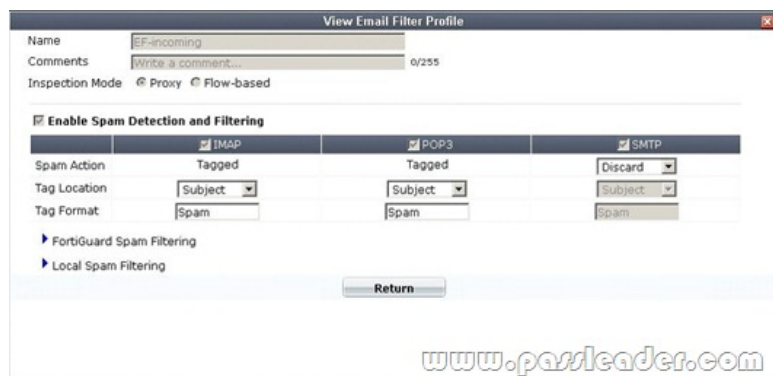 View Email Filter Profile
Name EF-incoming
Comments Write a comment... 0/255
Inspection Mode Proxy Flow-based
Enable Spam Detection and Filtering
IMAP POP3 SMTP
Spam Action Tagged Tagged Discard
Tag Location Subject Subject Subject
Tag Format Spam Spam Spam
FortiGuard Spam Filtering
Local Spam Filtering
Return
www.passleader.com